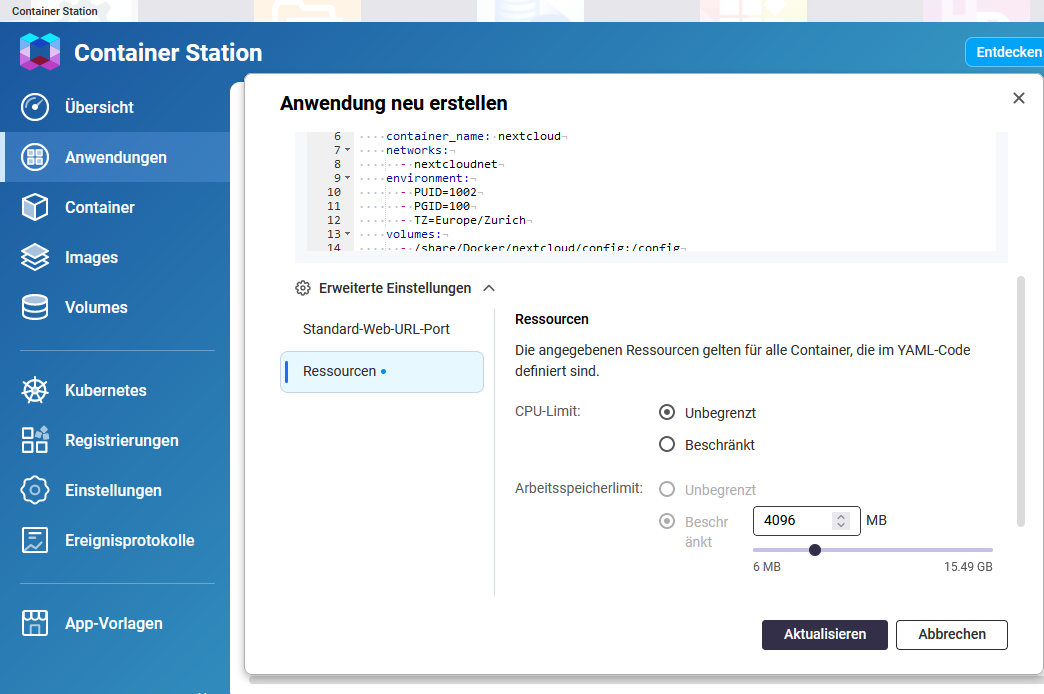 Container Station
Container Station
Entdecken
Übersicht
Anwendungen
Container
Images
Volumes
Kubernetes
Registrierungen
Einstellungen
Ereignisprotokolle
App-Vorlagen
Anwendung neu erstellen
6 container_name: nextcloud
7 networks:
8 - nextcloudnet
9 environment:
10 - PUID=1002
11 - PGID=100
12 - TZ=Europe/Zurich
13 volumes:
14 - /share/Docker/nextcloud/config:/config
Erweiterte Einstellungen
Standard-Web-URL-Port
Ressourcen
Ressourcen
Die angegebenen Ressourcen gelten für alle Container, die im YAML-Code
definiert sind.
CPU-Limit:
Unbegrenzt
Beschränkt
Arbeitsspeicherlimit:
Unbegrenzt
Beschr
änkt
4096 MB
6 MB 15.49 GB
Aktualisieren Abbrechen